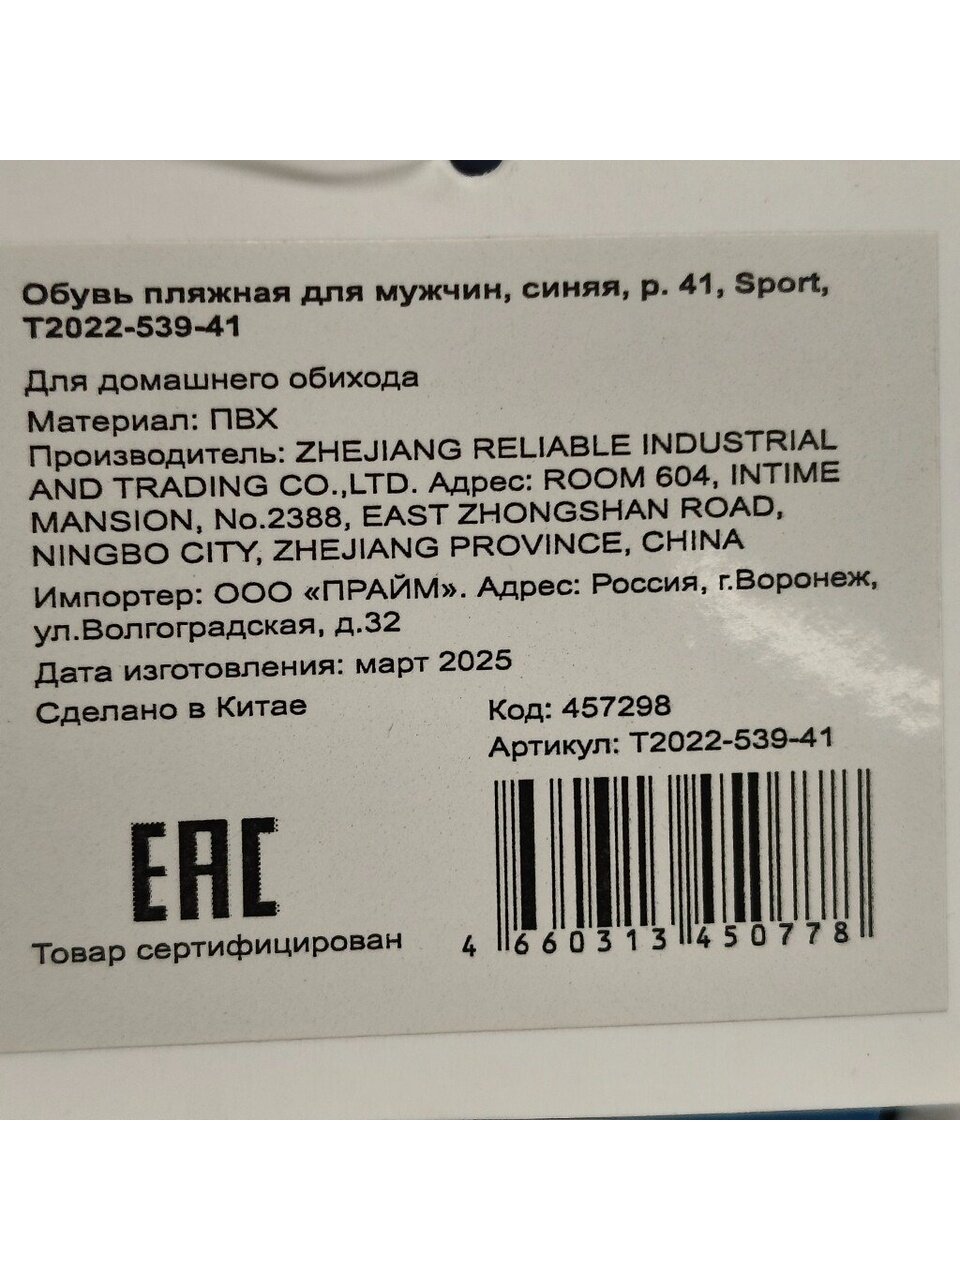 Обувь пляжная для мужчин, синяя, р. 41, Sport,
T2022-539-41
Для домашнего обихода
Материал: ПВХ
Производитель: ZHEJIANG RELIABLE INDUSTRIAL
AND TRADING CO.,LTD. Адрес: ROOM 604, INTIME
MANSION, No.2388, EAST ZHONGSHAN ROAD,
NINGBO CITY, ZHEJIANG PROVINCE, CHINA
Импортер: ООО «ПРАЙМ». Адрес: Россия, г.Воронеж,
ул.Волгоградская, д.32
Дата изготовления: март 2025
Сделано в Китае
Код: 457298
Артикул: T2022-539-41
EAC
Товар сертифицирован
4 660313 450778